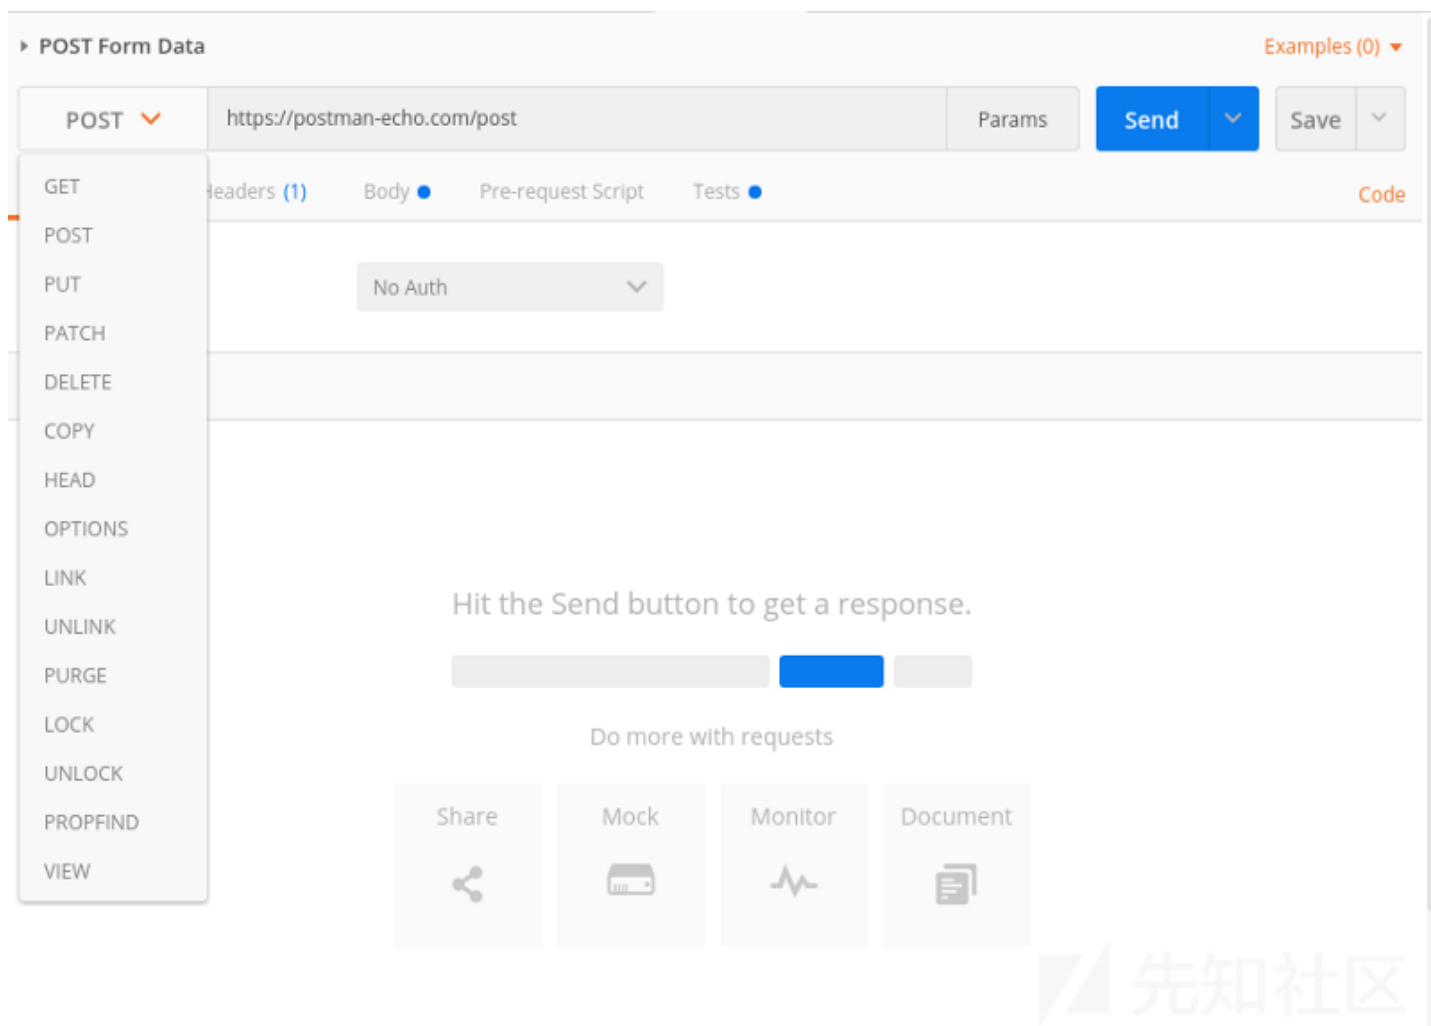 POST Form Data
Examples (0)
POST
https://postman-echo.com/post
Params
Send
Save
GET
POST
PUT
PATCH
DELETE
COPY
HEAD
OPTIONS
LINK
UNLINK
PURGE
LOCK
UNLOCK
PROPFIND
VIEW
Headers (1)
Body
Pre-request Script
Tests
Code
No Auth
Hit the Send button to get a response.
Do more with requests
Share
Mock
Monitor
Document
先知社区